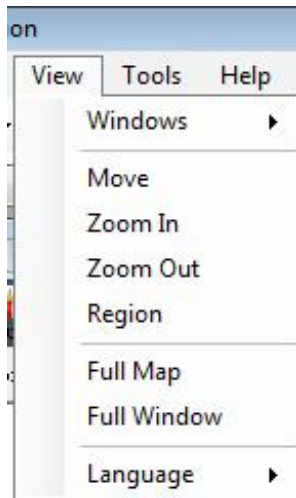 on
View Tools Help
Windows
Move
Zoom In
Zoom Out
Region
Full Map
Full Window
Language